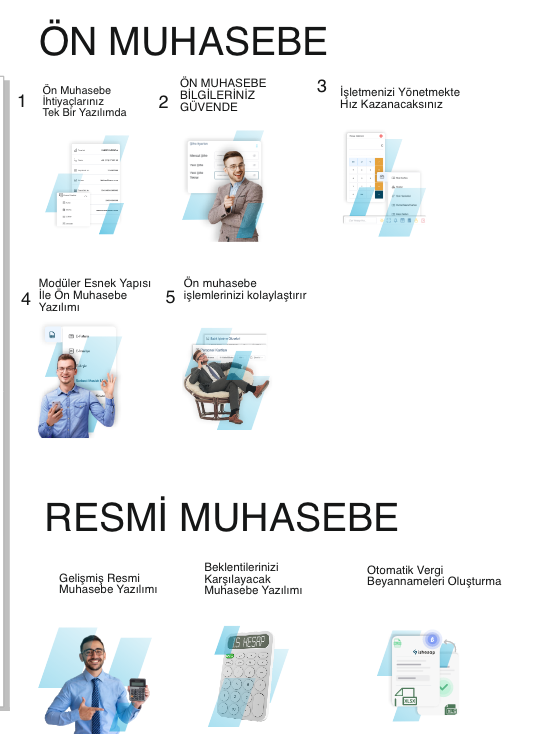 ÖN MUHASEBE
1
Ön Muhasebe
İhtiyaçlarınız
Tek Bir Yazılımda
2
ÖN MUHASEBE
BİLGİLERİNİZ
GÜVENDE
3
İşletmenizi Yönetmekte
Hız Kazanacaksınız
4
Modüler Esnek Yapısı
İle Ön Muhasebe
Yazılımı
5
Ön muhasebe
işlemlerinizi kolaylaştırır
RESMİ MUHASEBE
Gelişmiş Resmi
Muhasebe Yazılımı
Beklentilerinizi
Karşılayacak
Muhasebe Yazılımı
Otomatik Vergi
Beyannameleri Oluşturma
İŞ HESAP
işhesap
XLSX